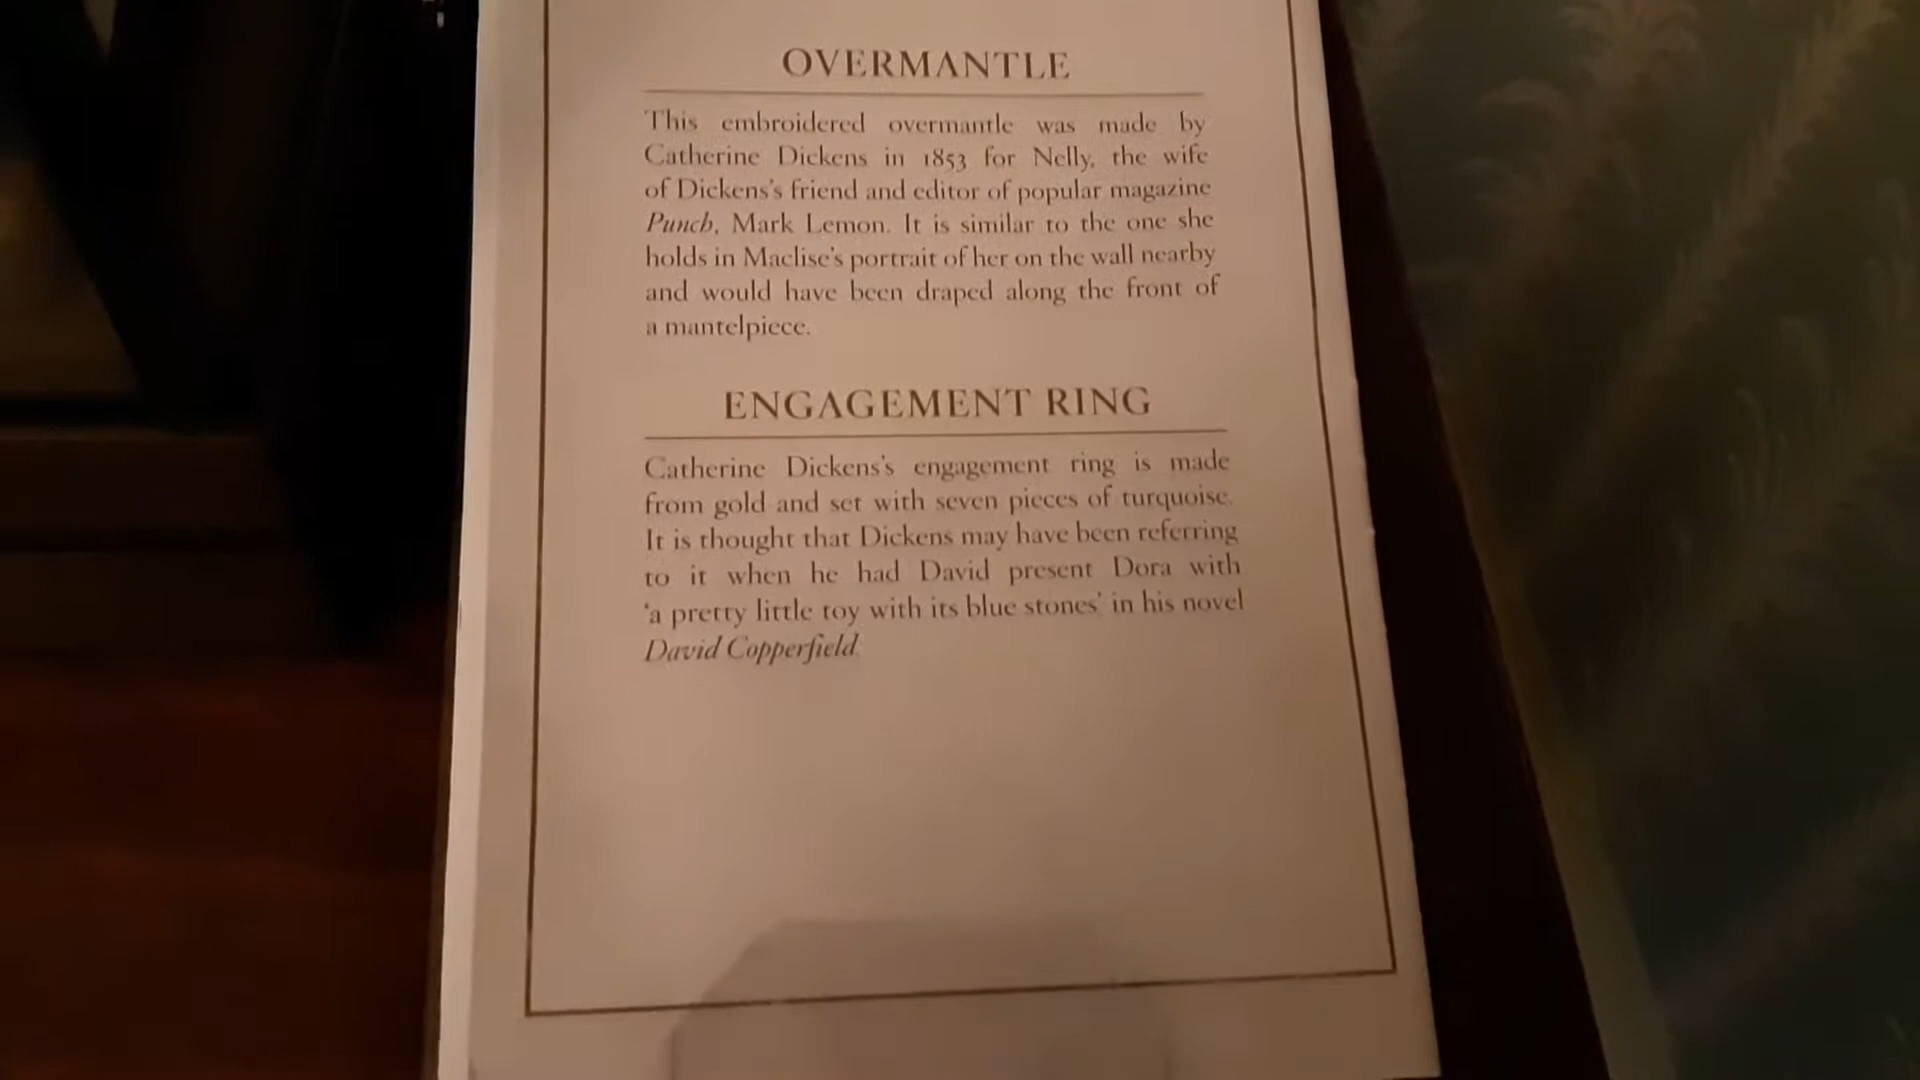 OVERMANTLE
This embroidered overmantle was made by
Catherine Dickens in 1853 for Nelly, the wife
of Dickens's friend and editor of popular magazine
Punch, Mark Lemon. It is similar to the one she
holds in Maclise's portrait of her on the wall nearby
and would have been draped along the front of
a mantelpiece.
ENGAGEMENT RING
Catherine Dickens's engagement ring is made
from gold and set with seven pieces of turquoise.
It is thought that Dickens may have been referring
to it when he had David present Dora with
'a pretty little toy with its blue stones' in his novel
David Copperfield.